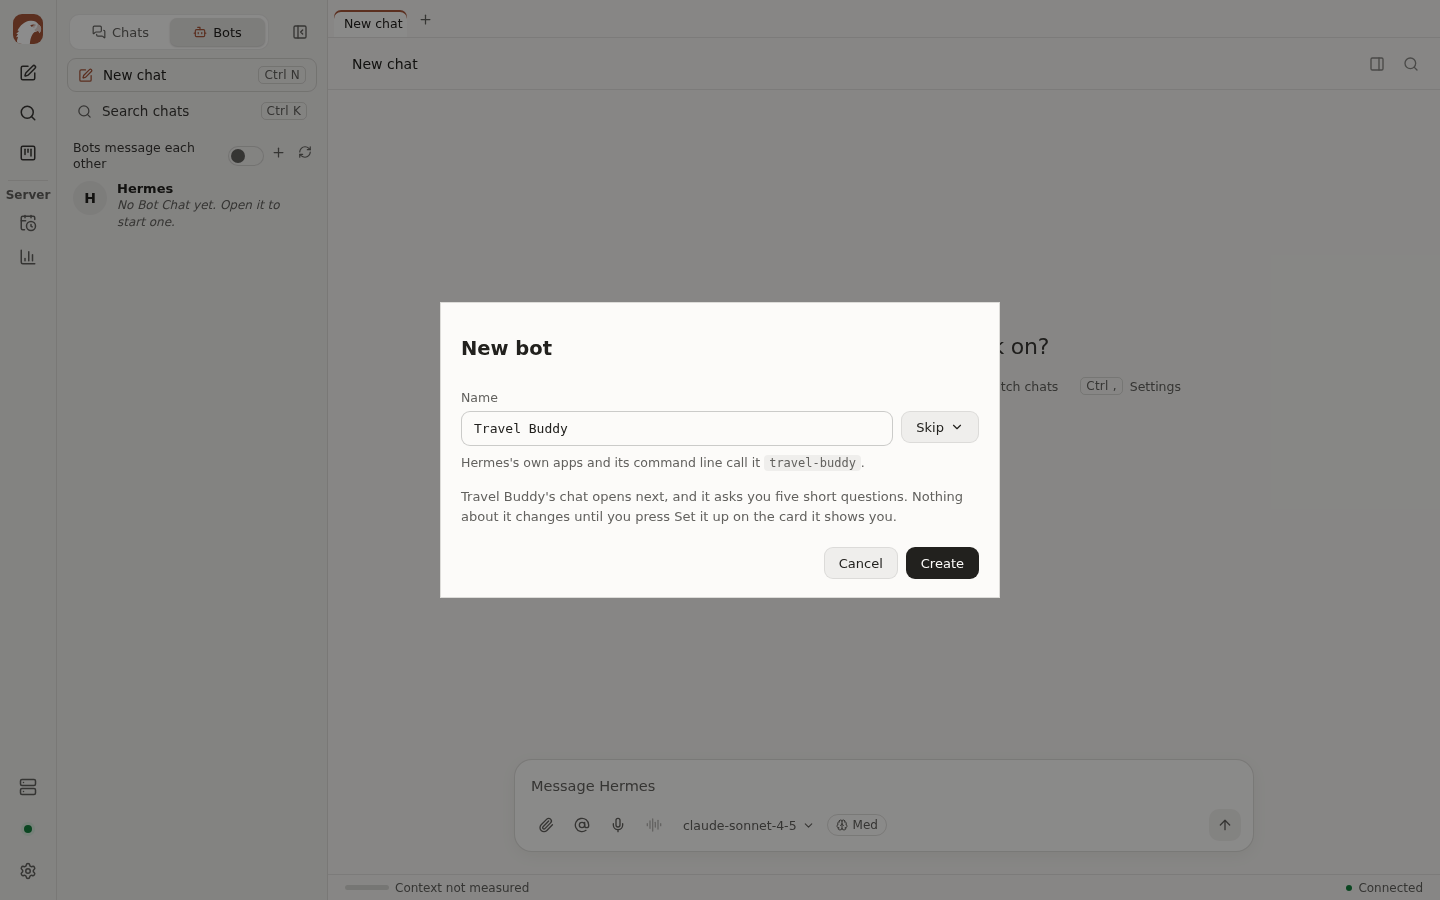 Chats
Bots
New chat
New chat
Ctrl N
Search chats
Ctrl K
Bots message each
other
Server
H
Hermes
No Bot Chat yet. Open it to
start one.
New chat
k on?
tch chats
Ctrl ,
Settings
New bot
Name
Travel Buddy
Skip
Hermes's own apps and its command line call it travel-buddy.
Travel Buddy's chat opens next, and it asks you five short questions. Nothing
about it changes until you press Set it up on the card it shows you.
Cancel
Create
Message Hermes
claude-sonnet-4-5
Med
Context not measured
Connected